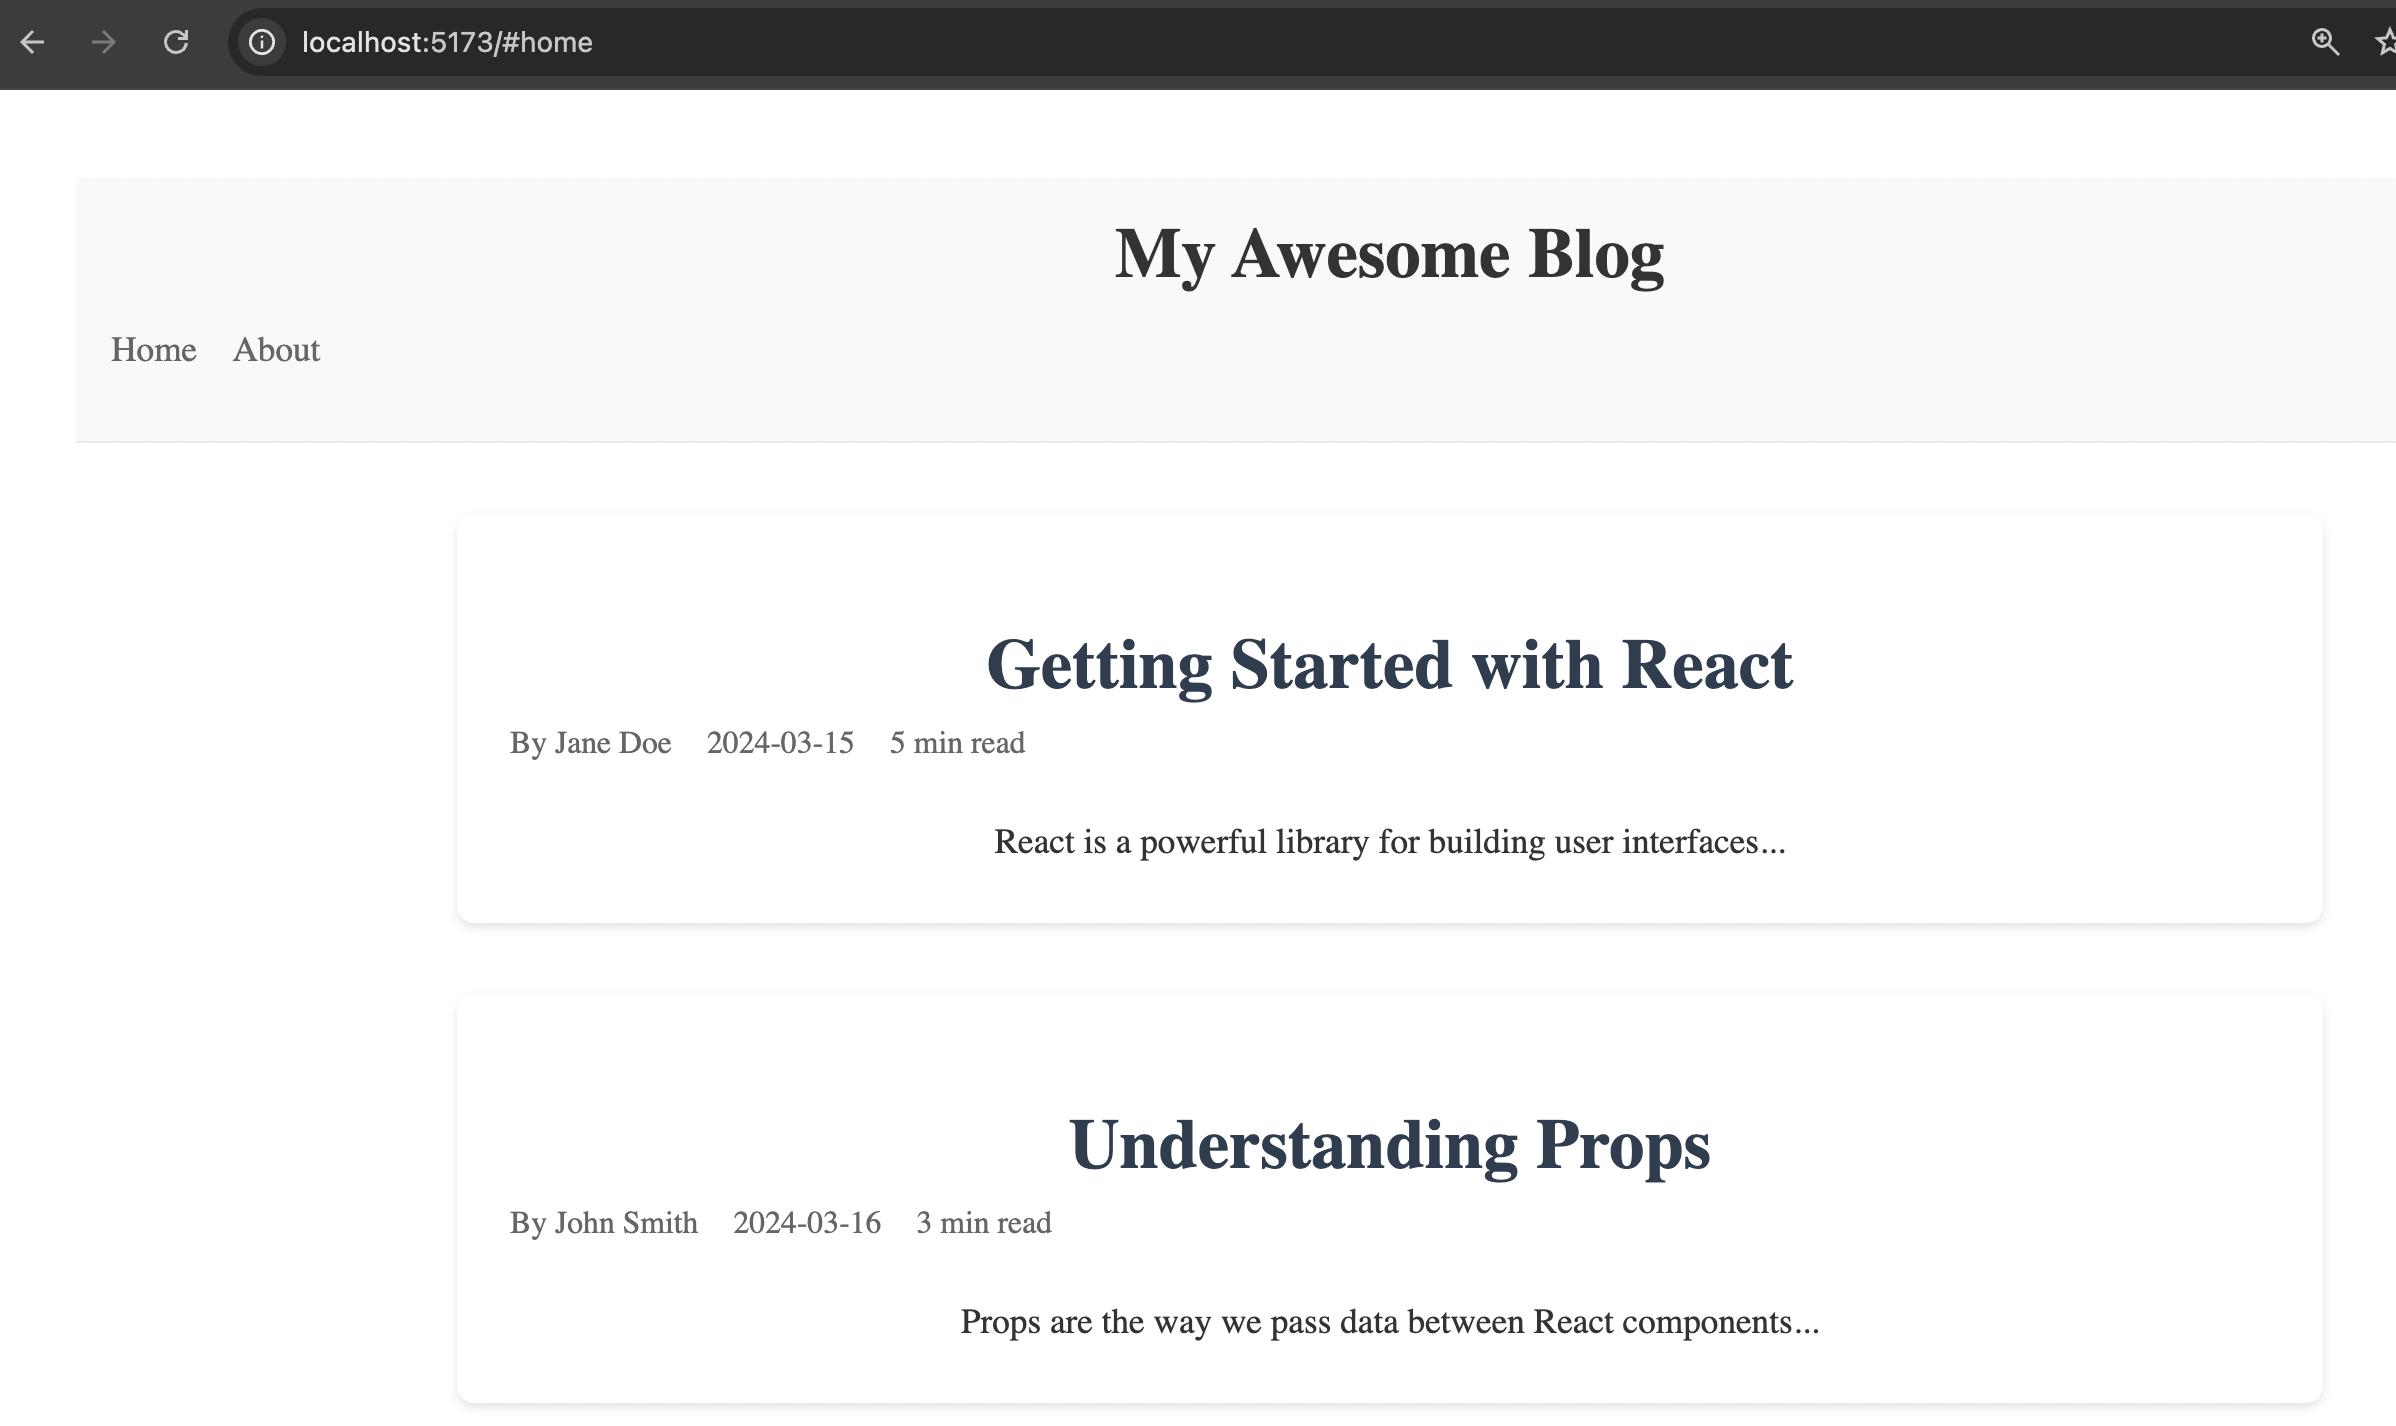 localhost:5173/#home
My Awesome Blog
Home About
Getting Started with React
By Jane Doe 2024-03-15 5 min read
React is a powerful library for building user interfaces...
Understanding Props
By John Smith 2024-03-16 3 min read
Props are the way we pass data between React components...